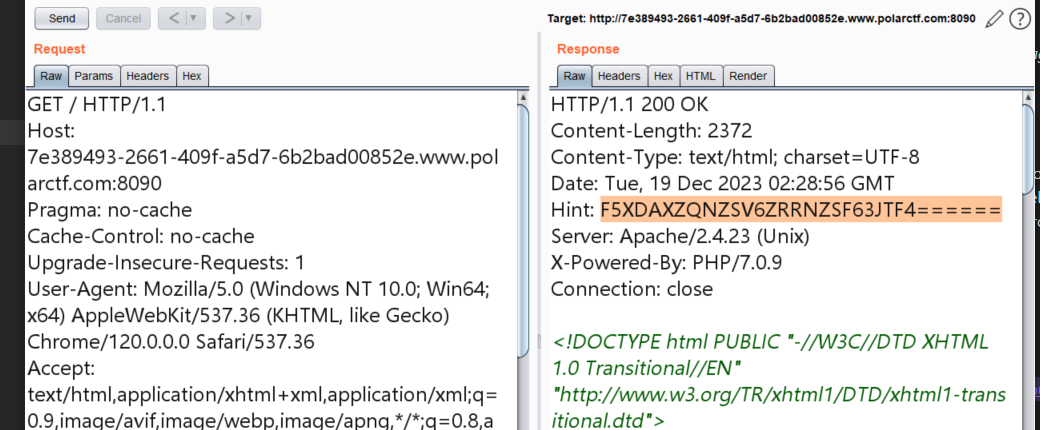 Send Cancel < > Target: http://7e389493-2661-409f-a5d7-6b2bad00852e.www.polarctf.com:8090 ?
Request
Raw Params Headers Hex
GET / HTTP/1.1
Host:
7e389493-2661-409f-a5d7-6b2bad00852e.www.pol
arctf.com:8090
Pragma: no-cache
Cache-Control: no-cache
Upgrade-Insecure-Requests: 1
User-Agent: Mozilla/5.0 (Windows NT 10.0; Win64;
x64) AppleWebKit/537.36 (KHTML, like Gecko)
Chrome/120.0.0.0 Safari/537.36
Accept:
text/html,application/xhtml+xml,application/xml;q=
0.9,image/avif,image/webp,image/apng,*/*;q=0.8,a
Response
Raw Headers Hex HTML Render
HTTP/1.1 200 OK
Content-Length: 2372
Content-Type: text/html; charset=UTF-8
Date: Tue, 19 Dec 2023 02:28:56 GMT
Hint: F5XDAXZQNZSV6ZRRNZSF63JTF4======
Server: Apache/2.4.23 (Unix)
X-Powered-By: PHP/7.0.9
Connection: close
<!DOCTYPE html PUBLIC "-//W3C//DTD XHTML
1.0 Transitional//EN"
"http://www.w3.org/TR/xhtml1/DTD/xhtml1-trans
itional.dtd">